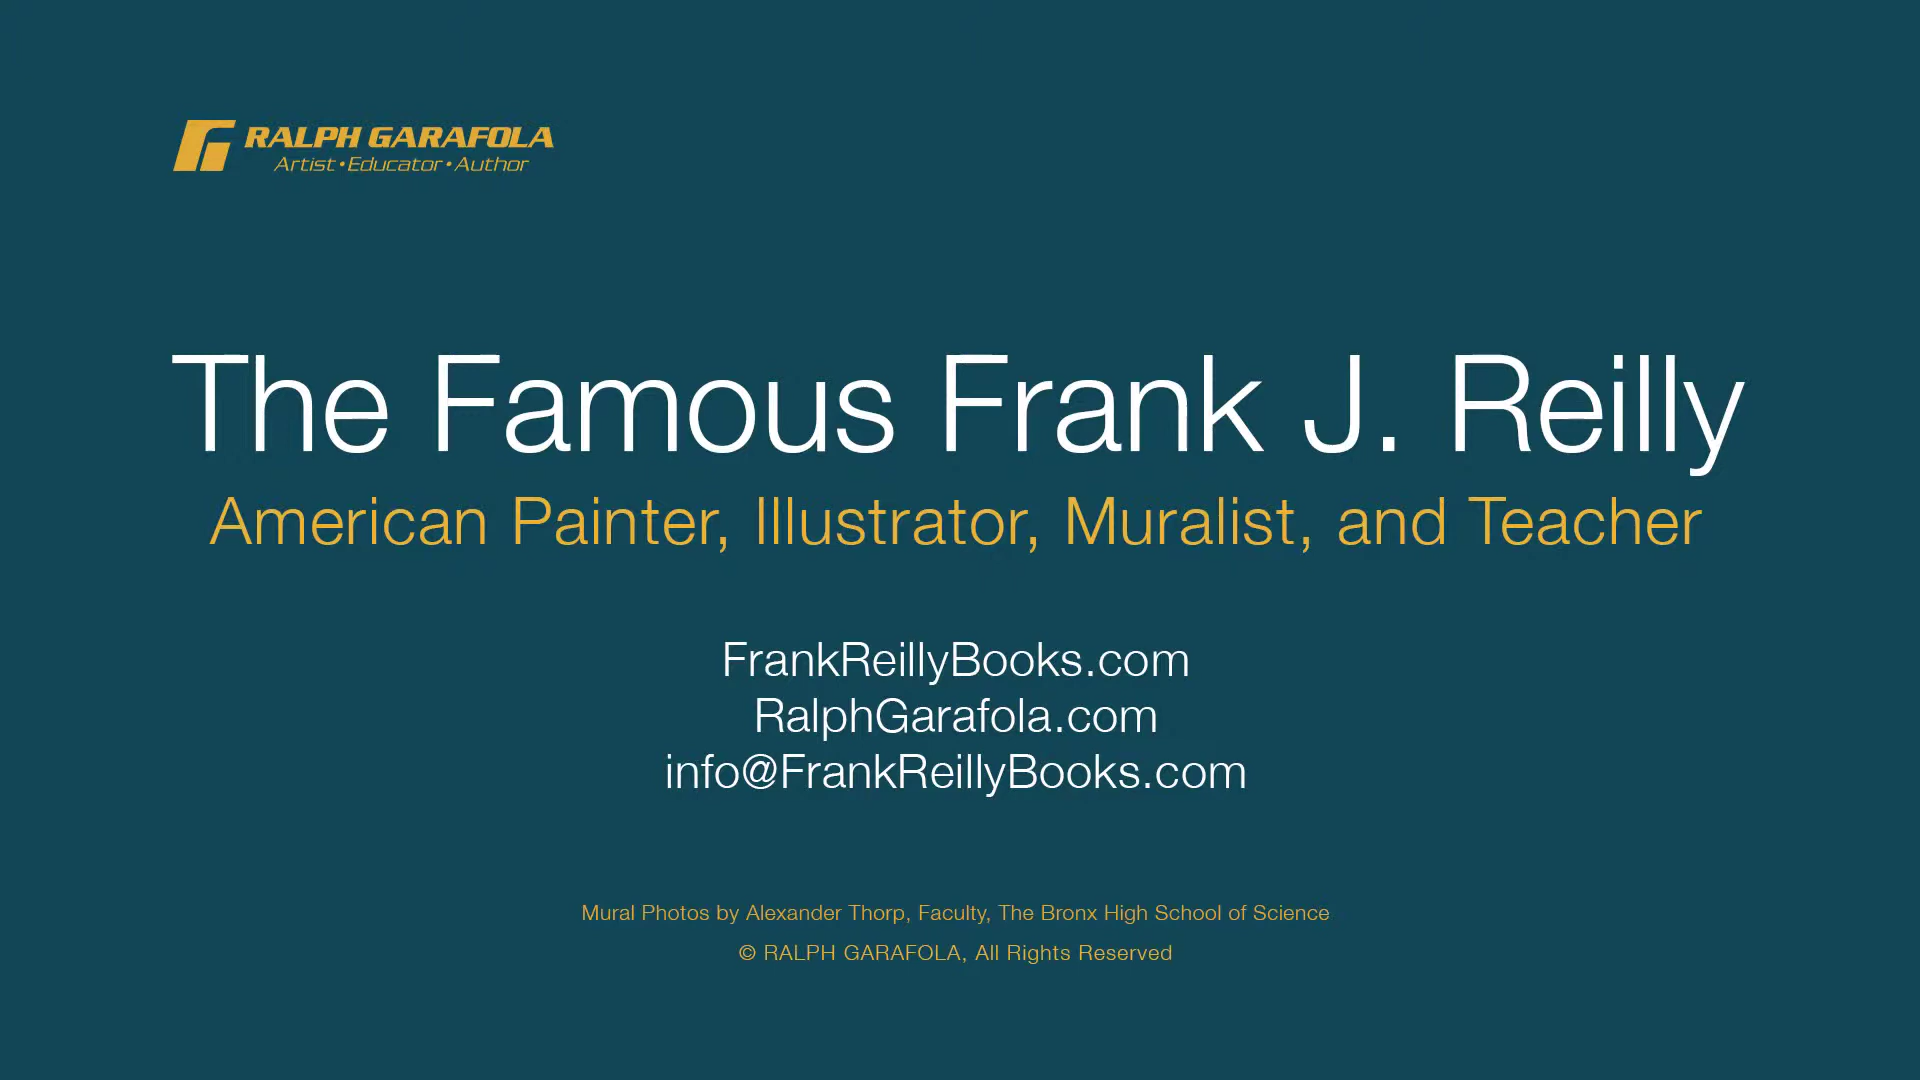 RALPH GARAFOLA
Artist•Educator•Author
The Famous Frank J. Reilly
American Painter, Illustrator, Muralist, and Teacher
FrankReillyBooks.com
RalphGarafola.com
info@FrankReillyBooks.com
Mural Photos by Alexander Thorp, Faculty, The Bronx High School of Science
© RALPH GARAFOLA, All Rights Reserved